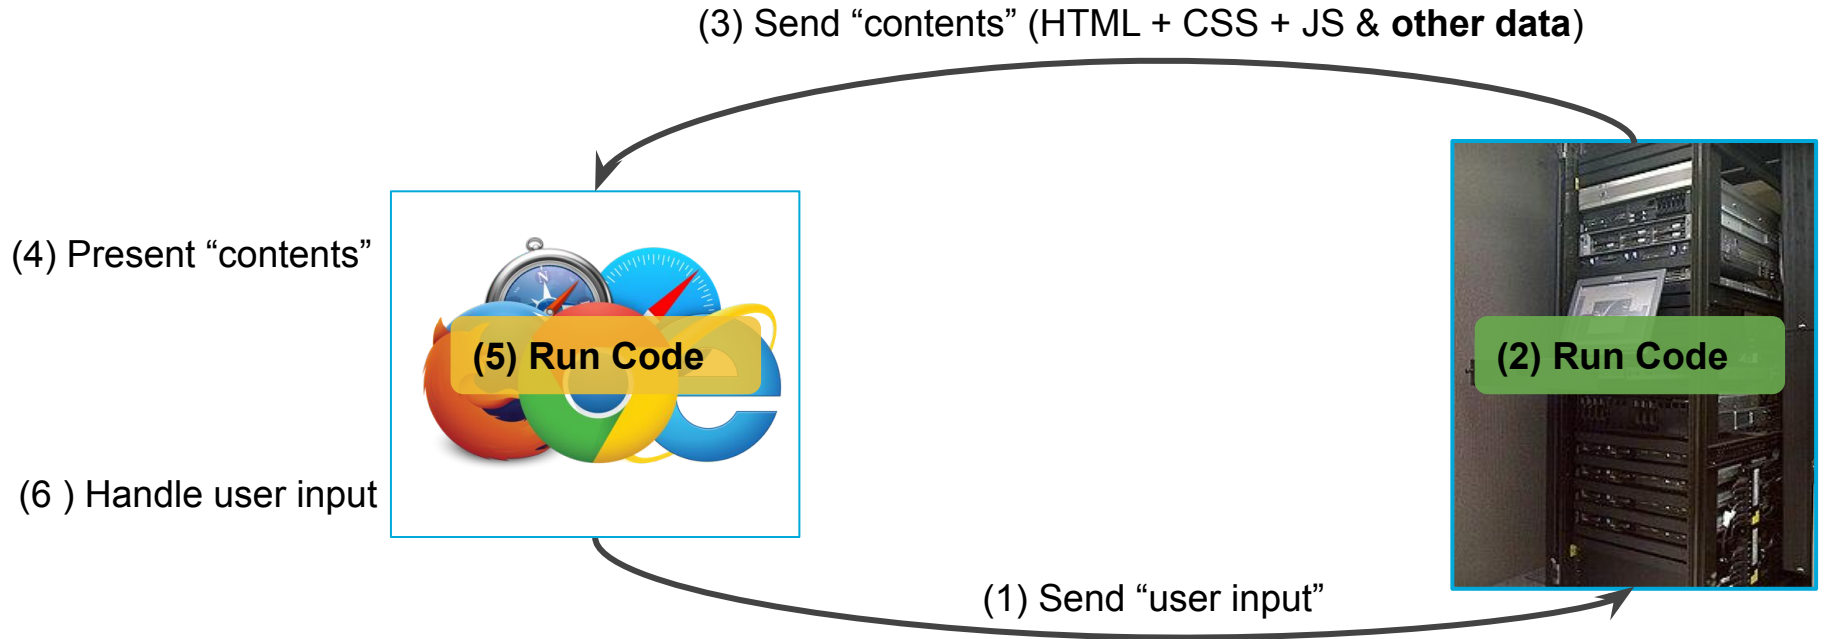 (3) Send “contents” (HTML + CSS + JS & other data)
(4) Present “contents”
(5) Run Code
(2) Run Code
(6 ) Handle user input
(1) Send “user input”